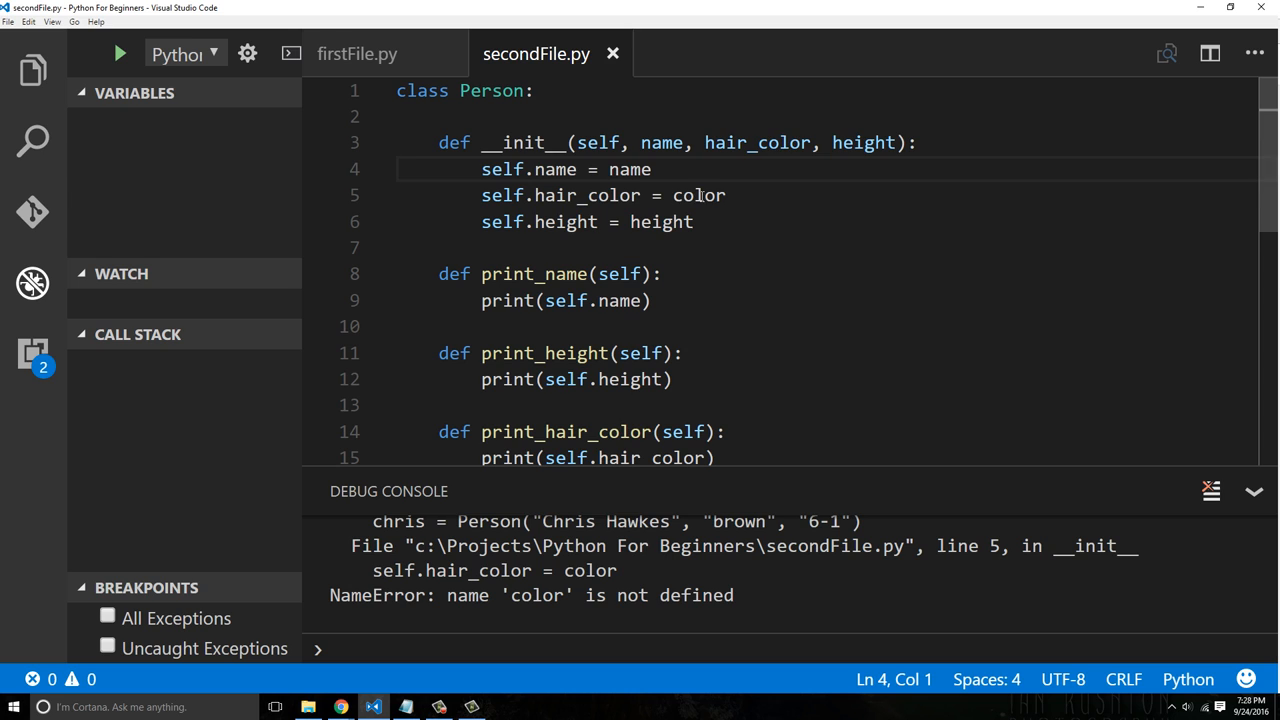 secondFile.py - Python For Beginners - Visual Studio Code
File Edit View Go Help
Python
firstFile.py
secondFile.py
VARIABLES
WATCH
CALL STACK
BREAKPOINTS
All Exceptions
Uncaught Exceptions
2
1 class Person:
2
3 def __init__(self, name, hair_color, height):
4 self.name = name
5 self.hair_color = color
6 self.height = height
7
8 def print_name(self):
9 print(self.name)
10
11 def print_height(self):
12 print(self.height)
13
14 def print_hair_color(self):
15 print(self.hair_color)
DEBUG CONSOLE
chris = Person("Chris Hawkes", "brown", "6-1")
File "c:\Projects\Python For Beginners\secondFile.py", line 5, in __init__
self.hair_color = color
NameError: name 'color' is not defined
0 0 Ln 4, Col 1 Spaces: 4 UTF-8 CRLF Python
I'm Cortana. Ask me anything.
7:28 PM
9/24/2016